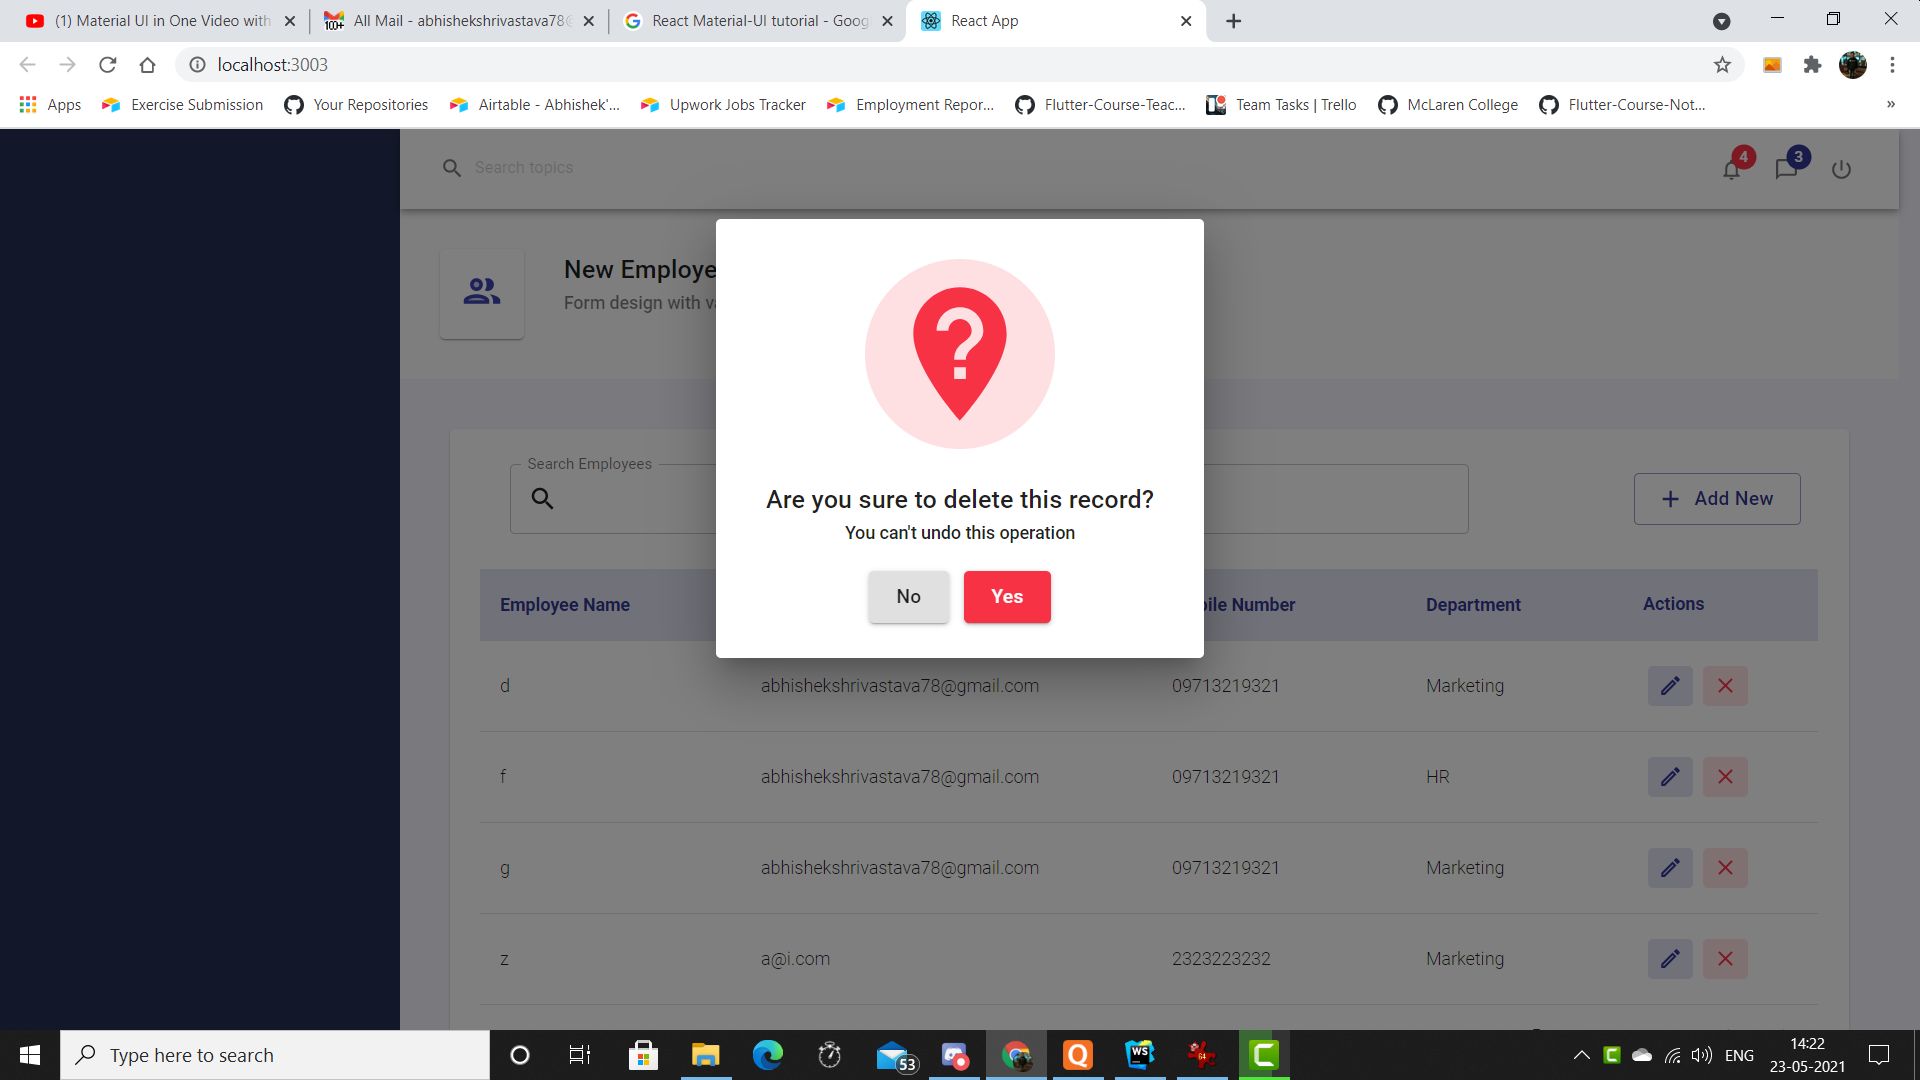 (1) Material UI in One Video with
All Mail - abhishekshrivastava78@
React Material-UI tutorial - Goog
React App
localhost:3003
Apps
Exercise Submission
Your Repositories
Airtable - Abhishek'...
Upwork Jobs Tracker
Employment Repor...
Flutter-Course-Teac...
Team Tasks | Trello
McLaren College
Flutter-Course-Not...
»
Search topics
4
3
New Employe
Form design with va
?
Are you sure to delete this record?
You can't undo this operation
No
Yes
Search Employees
Add New
Employee Name
bile Number
Department
Actions
d
abhishekshrivastava78@gmail.com
09713219321
Marketing
f
abhishekshrivastava78@gmail.com
09713219321
HR
g
abhishekshrivastava78@gmail.com
09713219321
Marketing
z
a@i.com
2323223232
Marketing
Type here to search
53
Q
WS
64
C
C
ENG
14:22
23-05-2021